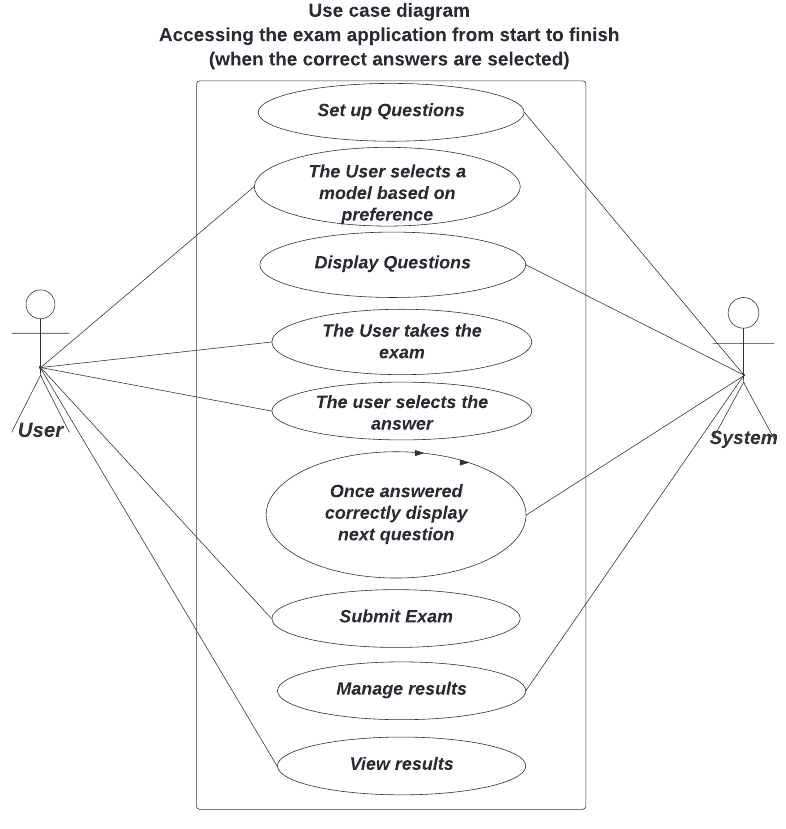 Use case diagram
Accessing the exam application from start to finish
(when the correct answers are selected)
Set up Questions
The User selects a
model based on
preference
Display Questions
The User takes the
exam
The user selects the
answer
User
System
Once answered
correctly display
next question
Submit Exam
Manage results
View results